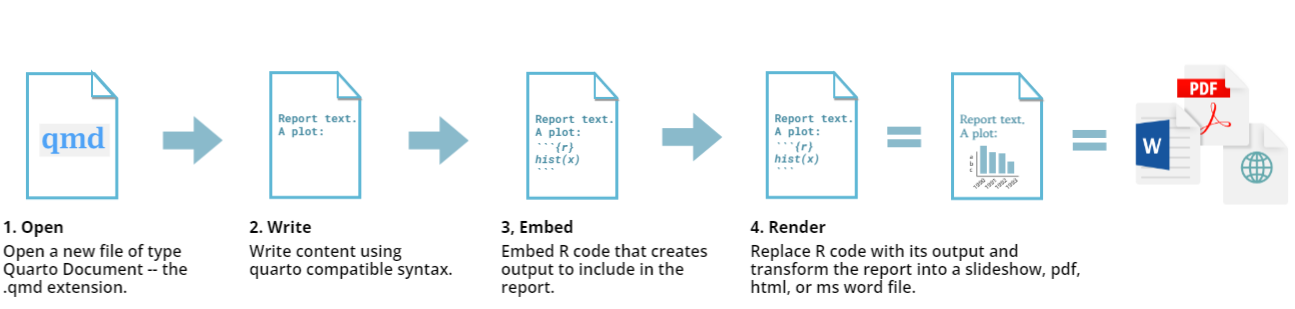 qmd
Report text.
A plot:
Report text.
A plot:
```{r}
hist(x)
```
Report text.
A plot:
```{r}
hist(x)
```
Report text.
A plot:
a
b
c
1990 1991 1992 1993
PDF
W
1. Open
Open a new file of type
Quarto Document -- the
.qmd extension.
2. Write
Write content using
quarto compatible syntax.
3, Embed
Embed R code that creates
output to include in the
report.
4. Render
Replace R code with its output and
transform the report into a slideshow, pdf,
html, or ms word file.